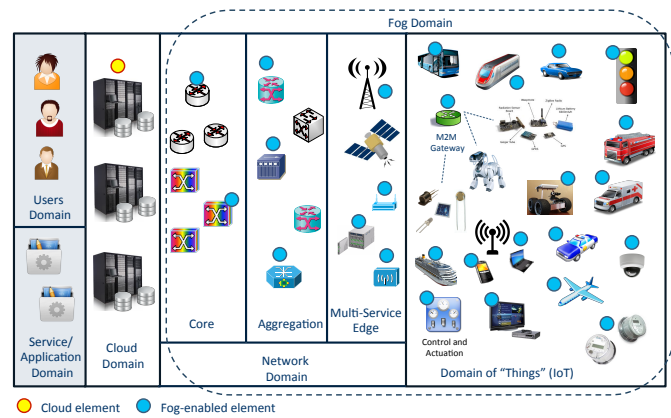 Fog Domain
M2M
Gateway
Users
Domain
Service/
Application
Domain
Cloud
Domain
Core
Aggregation
Multi-Service
Edge
Network
Domain
Control and
Actuation
Domain of “Things” (IoT)
Cloud element
Fog-enabled element